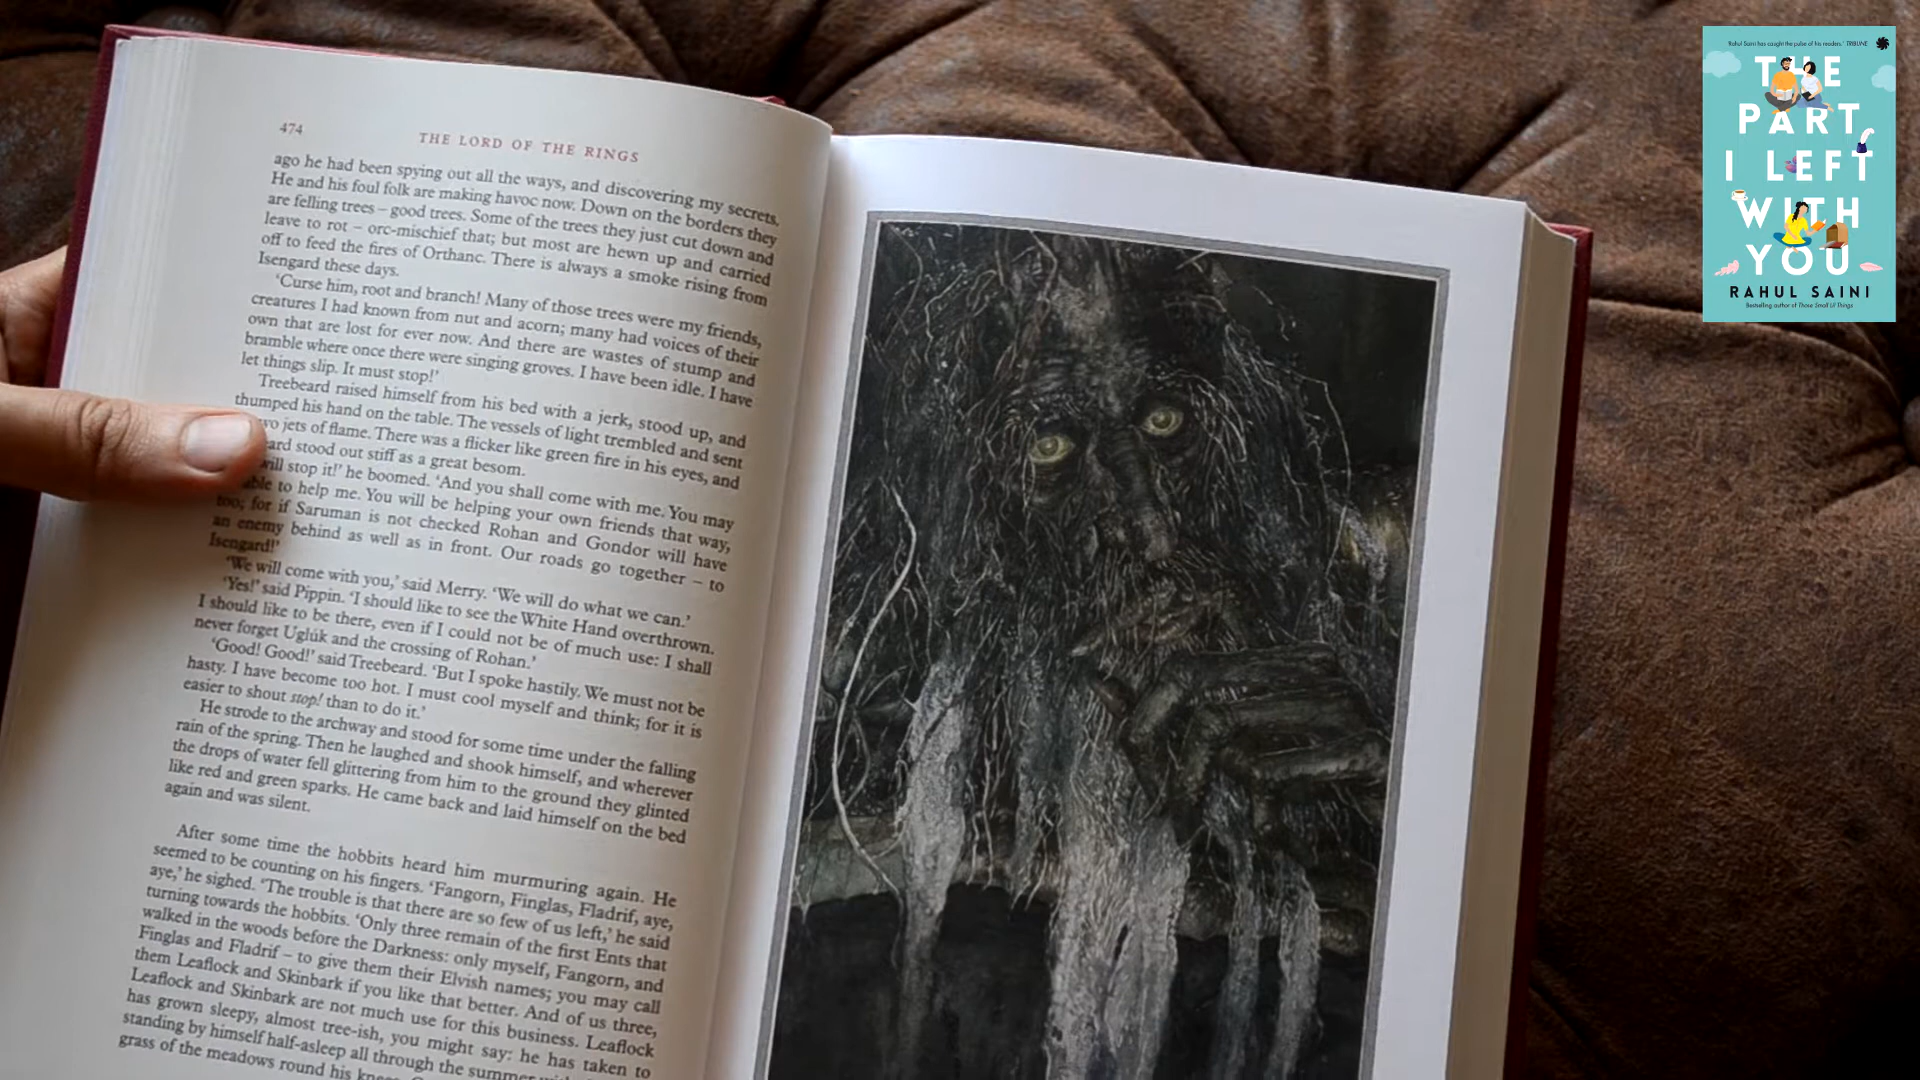 474
THE LORD OF THE RINGS
ago he had been spying out all the ways, and discovering my secrets.
He and his foul folk are making havoc now. Down on the borders they
are felling trees – good trees. Some of the trees they just cut down and
leave to rot – orc-mischief that; but most are hewn up and carried
off to feed the fires of Orthanc. There is always a smoke rising from
Isengard these days.
‘Curse him, root and branch! Many of those trees were my friends,
creatures I had known from nut and acorn; many had voices of their
own that are lost for ever now. And there are wastes of stump and
bramble where once there were singing groves. I have been idle. I have
let things slip. It must stop!’
Treebeard raised himself from his bed with a jerk, stood up, and
thumped his hand on the table. The vessels of light trembled and sent
jets of flame. There was a flicker like green fire in his eyes, and
stood out stiff as a great besom.
will stop it!’ he boomed. ‘And you shall come with me. You may
able to help me. You will be helping your own friends that way,
too; for if Saruman is not checked Rohan and Gondor will have
an enemy behind as well as in front. Our roads go together – to
Isengard!’
‘We will come with you,’ said Merry. ‘We will do what we can.’
‘Yes!’ said Pippin. ‘I should like to see the White Hand overthrown.
I should like to be there, even if I could not be of much use: I shall
never forget Uglúk and the crossing of Rohan.’
‘Good! Good!’ said Treebeard. ‘But I spoke hastily. We must not be
hasty. I have become too hot. I must cool myself and think; for it is
easier to shout stop! than to do it.’
He strode to the archway and stood for some time under the falling
rain of the spring. Then he laughed and shook himself, and wherever
the drops of water fell glittering from him to the ground they glinted
like red and green sparks. He came back and laid himself on the bed
again and was silent.
After some time the hobbits heard him murmuring again. He
seemed to be counting on his fingers. ‘Fangorn, Finglas, Fladrif, aye,
aye,’ he sighed. ‘The trouble is that there are so few of us left,’ he said
turning towards the hobbits. ‘Only three remain of the first Ents that
walked in the woods before the Darkness: only myself, Fangorn, and
Finglas and Fladrif – to give them their Elvish names; you may call
them Leaflock and Skinbark if you like that better. And of us three,
Leaflock and Skinbark are not much use for this business. Leaflock
has grown sleepy, almost tree-ish, you might say: he has taken to
standing by himself half-asleep all through the summer
grass of the meadows round his
‘Rahul Saini has caught the pulse of his readers.’ TRIBUNE
THE
PART
I LEFT
WITH
YOU
RAHUL SAINI
Bestselling author of Those Small Lil Things